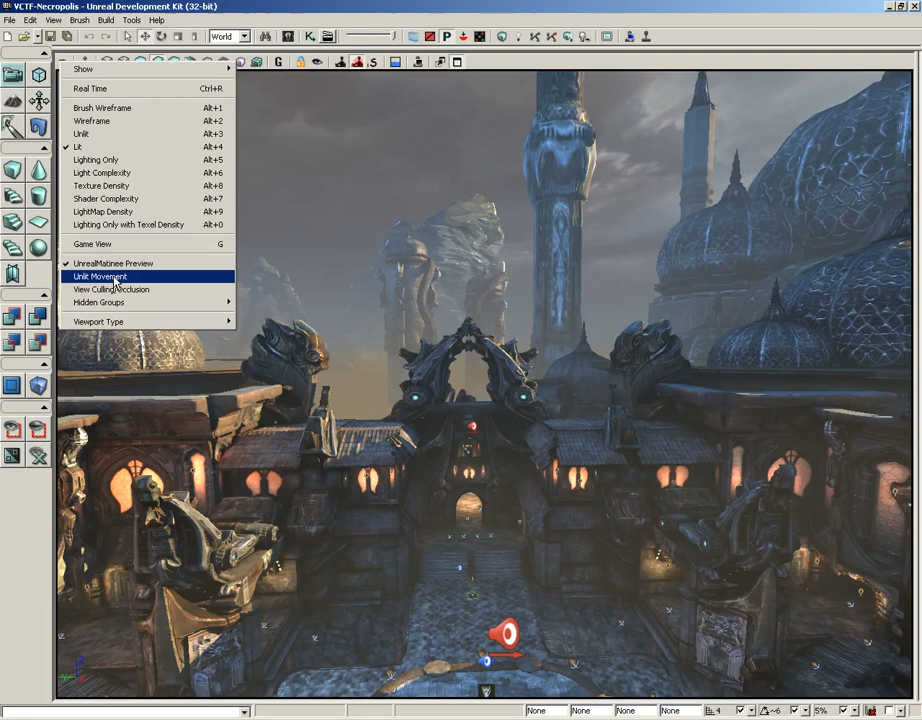 VCTF-Necropolis - Unreal Development Kit (32-bit)
File Edit View Brush Build Tools Help
World
G
S
Show
Real Time Ctrl+R
Brush Wireframe Alt+1
Wireframe Alt+2
Unlit Alt+3
Lit Alt+4
Lighting Only Alt+5
Light Complexity Alt+6
Texture Density Alt+8
Shader Complexity Alt+7
LightMap Density Alt+9
Lighting Only with Texel Density Alt+0
Game View G
UnrealMatinee Preview
Unlit Movement
View Culling/Occlusion
Hidden Groups
Viewport Type
None None None None 4 ~6 5%